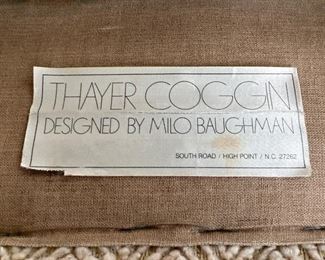 THAYER COGGIN
DESIGNED BY MILO BAUGHMAN
SOUTH ROAD / HIGH POINT / N.C. 27262